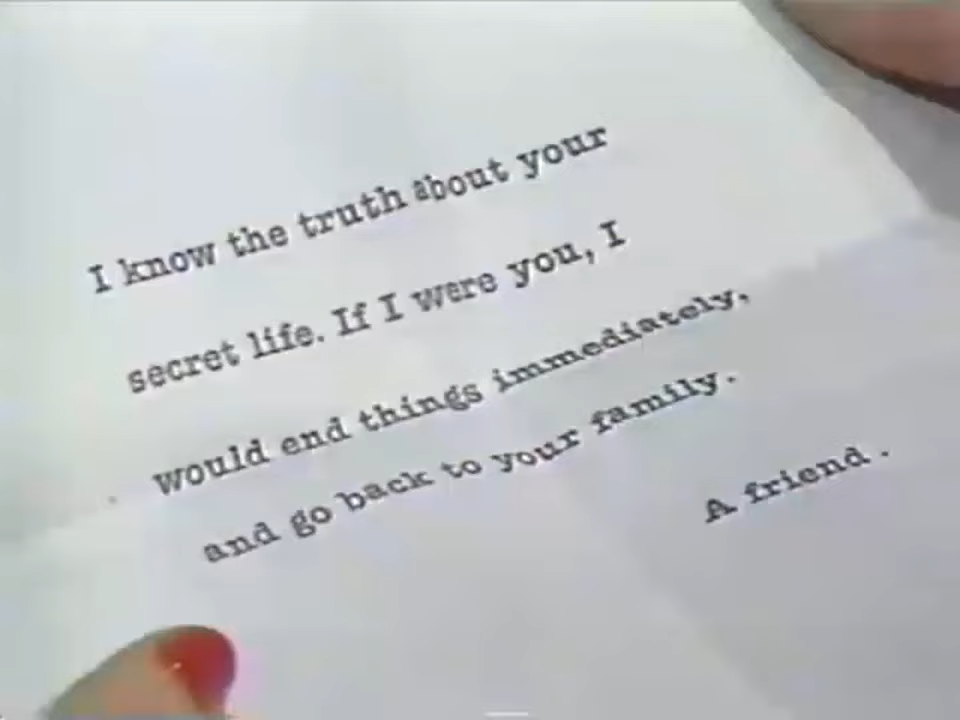 I know the truth about your
secret life. If I were you, I
would end things immediately,
and go back to your family.
A friend.